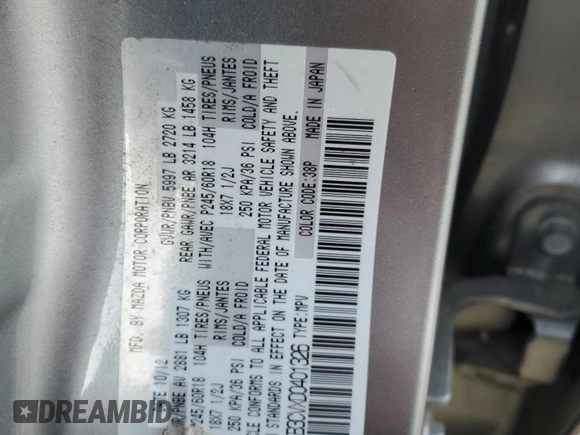 MFD. BY MAZDA MOTOR CORPORATION
TE 10/12 GVWR/PNBV 5997 LB 2720 KG
R/PNBE AV 2881 LB 1307 KG REAR GAWR/PNBE AR 3214 LB 1458 KG
P245/60R18 104H TIRES/PNEUS WITH/AVEC P245/60R18 104H TIRES/PNEUS
18X7 1/2J RIMS/JANTES 18X7 1/2J RIMS/JANTES
250 KPA/36 PSI COLD/A FROID 250 KPA/36 PSI COLD/A FROID
LE CONFORMS TO ALL APPLICABLE FEDERAL MOTOR VEHICLE SAFETY AND THEFT
STANDARDS IN EFFECT ON THE DATE OF MANUFACTURE SHOWN ABOVE.
TYPE:MPV COLOR CODE:38P MADE IN JAPAN
DREAMBID